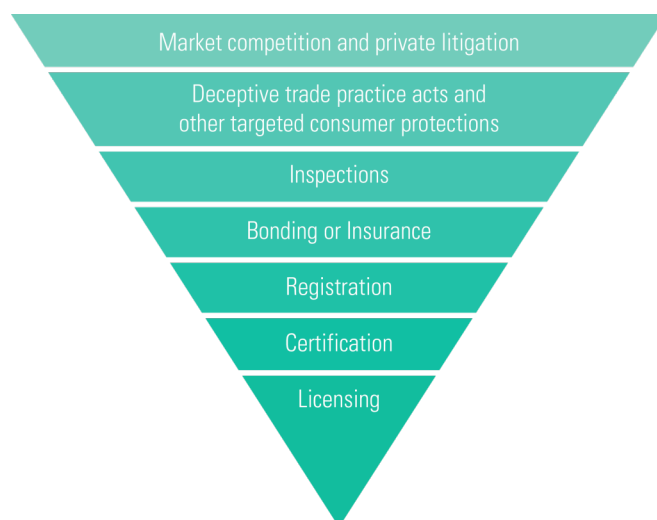 Market competition and private litigation
Deceptive trade practice acts and
other targeted consumer protections
Inspections
Bonding or Insurance
Registration
Certification
Licensing